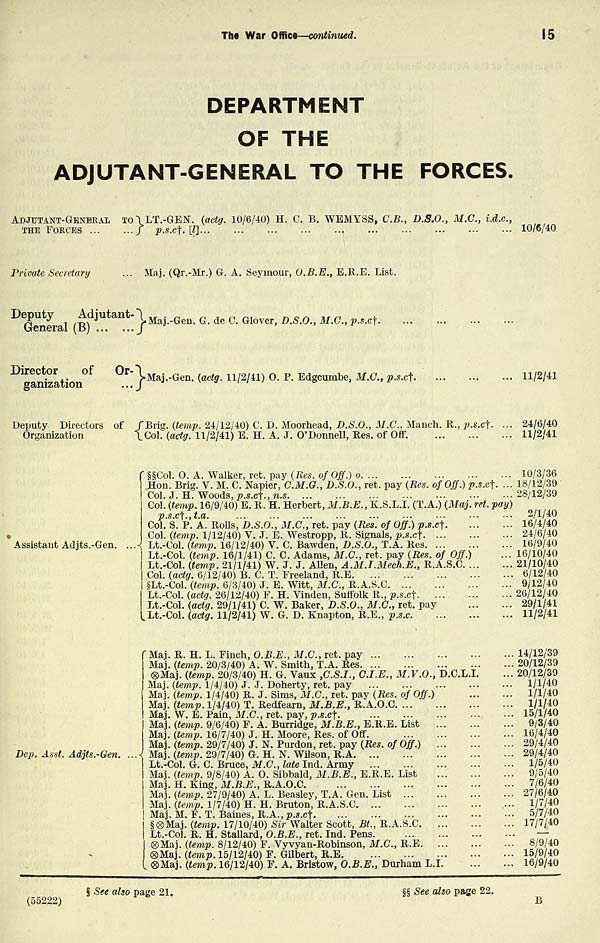 The War Office—continued. 15
DEPARTMENT
OF THE
ADJUTANT-GENERAL TO THE FORCES.
ADJUTANT-GENERAL TO } LT.-GEN. (actg. 10/6/40) H. C. B. WEMYSS, C.B., D.S.O., M.C., i.d.c.,
THE FORCES ... ... } p.s.c†. [l]... ... ... ... ... ... ... ... ... ... 10/6/40
Private Secretary ... Maj. (Qr.-Mr.) G. A. Seymour, O.B.E., E.R.E. List.
Deputy Adjutant-
General (B) ... ... } Maj.-Gen. G. de C. Glover, D.S.O., M.C., p.s.c†. ... ... ... ...
Director of Or-
ganization ... } Maj.-Gen. (actg. 11/2/41) O. P. Edgcumbe, M.C., p.s.c†. ... ... ... 11/2/41
Deputy Directors of { Brig. (temp. 24/12/40) C. D. Moorhead, D.S.O., M.C., Manch. R., p.s.c†. ... 24/6/40
Organization { Col. (actg. 11/2/41) E. H. A. J. O'Donnell, Res. of Off. ... ... ... 11/2/41
§§Col. O. A. Walker, ret. pay (Res. of Off.) o. ... ... ... ... ... 10/3/36
Hon. Brig. V. M. C. Napier, C.M.G., D.S.O., ret. pay (Res. of Off.) p.s.c†. ... 18/12/39
Col. J. H. Woods, p.s.c†., n.s. ... ... ... ... ... ... ... 28/12/39
Col. (temp. 16/9/40) E. R. H. Herbert, M.B.E., K.S.L.I. (T.A.) (Maj. ret. pay)
p.s.c†., t.a. ... ... ... ... ... ... ... ... ... 2/1/40
Col. S. P. A. Rolls, D.S.O., M.C., ret. pay (Res. of Off.) p.s.c†. ... ... 16/4/40
Col. (temp. 1/12/40) V. J. E. Westropp, R. Signals, p.s.c†. ... ... ... 24/6/40
Assistant Adjts.-Gen. ... { Lt.-Col. (temp. 16/12/40) V. C. Bawden, D.S.O., T.A. Res. ... ... ... 16/9/40
Lt.-Col. (temp. 16/1/41) C. C. Adams, M.C., ret. pay (Res. of Off.) ... 16/10/40
Lt.-Col. (temp. 21/1/41) W. J. J. Allen, A.M.I.Mech.E., R.A.S.C. ... ... 21/10/40
Col. (actg. 6/12/40) B. C. T. Freeland, R.E. ... ... ... ... ... 6/12/40
§Lt.-Col. (temp. 6/3/40) J. E. Witt, M.C., R.A.S.C. ... ... ... ... 9/12/40
Lt.-Col. (actg. 26/12/40) F. H. Vinden, Suffolk R., p.s.c†. ... ... ... 26/12/40
Lt.-Col. (actg. 29/1/41) C. W. Baker, D.S.O., M.C., ret. pay ... ... 29/1/41
Lt.-Col. (actg. 11/2/41) W. G. D. Knapton, R.E., p.s.c. ... ... ... 11/2/41
Maj. R. H. L. Finch, O.B.E., M.C., ret. pay ... ... ... ... ... 14/12/39
Maj. (temp. 20/3/40) A. W. Smith, T.A. Res. ... ... ... ... ... 20/12/39
⊗Maj. (temp. 20/3/40) H. G. Vaux ,C.S.I., C.I.E., M.V.O., D.C.L.I. ... 20/12/39
Maj. (temp. 1/4/40) J. J. Doherty, ret. pay ... ... ... ... ... 1/1/40
Maj. (temp. 1/4/40) R. J. Sims, M.C., ret. pay (Res. of Off.) ... ... 1/1/40
Maj. (temp. 1/4/40) T. Redfearn, M.B.E., R.A.O.C. ... ... ... ... 1/1/40
Maj. W. E. Pain, M.C., ret. pay, p.s.c†. ... ... ... ... ... 15/1/40
Maj. (temp. 9/6/40) F. A. Burridge, M.B.E., E.R.E. List ... ... ... 9/3/40
Maj. (temp. 16/7/40) J. H. Moore, Res. of Off. ... ... ... ... 16/4/40
Maj. (temp. 29/7/40) J. N. Purdon, ret. pay (Res. of Off.) ... ... ... 29/4/40
Dep. Asst. Adjts.-Gen. ... { Maj. (temp. 29/7/40) G. H. N. Wilson, R.A. ... ... ... ... ... 29/4/40
Lt.-Col. G. C. Bruce, M.C., late Ind. Army ... ... ... ... ... 1/5/40
Maj. (temp. 9/8/40) A. O. Sibbald, M.B.E., E.R.E. List ... ... ... 9/5/40
Maj. H. King, M.B.E., R.A.O.C. ... ... ... ... ... ... 7/6/40
Maj. (temp. 27/9/40) A. L. Beasley, T.A. Gen. List ... ... ... ... 27/6/40
Maj. (temp. 1/7/40) H. H. Bruton, R.A.S.C. ... ... ... ... ... 1/7/40
Maj. M. F. T. Baines, R.A., p.s.c†. ... ... ... ... ... ... 5/7/40
§⊗Maj. (temp. 17/10/40) Sir Walter Scott, Bt., R.A.S.C. ... ... ... 17/7/40
Lt.-Col. R. H. Stallard, O.B.E., ret. Ind. Pens. ... ... ... ... —
⊗Maj. (temp. 8/12/40) F. Vyvyan-Robinson, M.C., R.E. ... ... ... 8/9/40
⊗Maj. (temp. 15/12/40) F. Gilbert, R.E. ... ... ... ... ... 15/9/40
⊗Maj. (temp. 16/12/40) F. A. Bristow, O.B.E., Durham L.I. ... ... 16/9/40
§ See also page 21. §§ See also page 22.
(55222) B